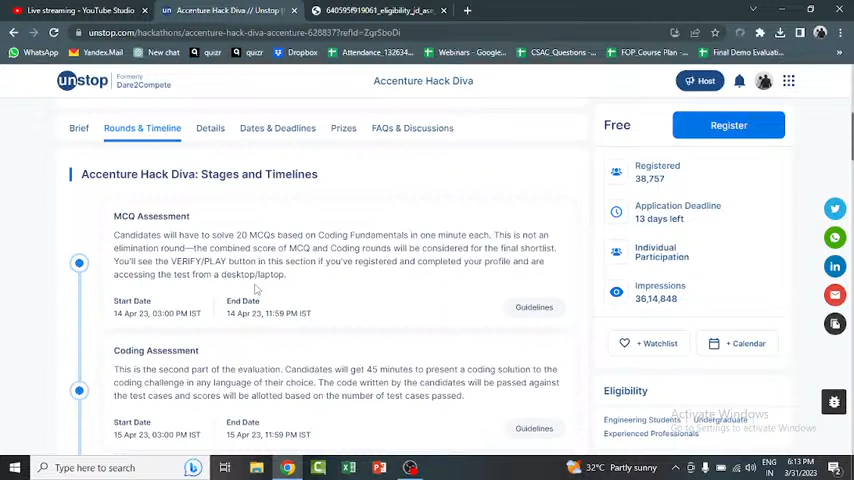 Live streaming - YouTube Studio
Accenture Hack Diva // Unstop (
640595f919061_eligibility_jd_ase_
unstop.com/hackathons/accenture-hack-diva-accenture-628837?refId=ZgrSboDi
WhatsApp
Yandex.Mail
New chat
quizr
quizr
Dropbox
Attendance_132634...
Webinars - Google...
CSAC_Questions -...
FOP_Course Plan -...
Final Demo Evaluati...
unstop
Formerly
Dare2Compete
Accenture Hack Diva
Host
Brief
Rounds & Timeline
Details
Dates & Deadlines
Prizes
FAQs & Discussions
Accenture Hack Diva: Stages and Timelines
MCQ Assessment
Candidates will have to solve 20 MCQs based on Coding Fundamentals in one minute each. This is not an
elimination round—the combined score of MCQ and Coding rounds will be considered for the final shortlist.
You'll see the VERIFY/PLAY button in this section if you've registered and completed your profile and are
accessing the test from a desktop/laptop.
Start Date
14 Apr 23, 03:00 PM IST
End Date
14 Apr 23, 11:59 PM IST
Guidelines
Coding Assessment
This is the second part of the evaluation. Candidates will get 45 minutes to present a coding solution to the
coding challenge in any language of their choice. The code written by the candidates will be passed against
the test cases and scores will be allotted based on the number of test cases passed.
Start Date
15 Apr 23, 03:00 PM IST
End Date
15 Apr 23, 11:59 PM IST
Guidelines
Free
Register
Registered
38,757
Application Deadline
13 days left
Individual
Participation
Impressions
36,14,848
+ Watchlist
+ Calendar
Eligibility
Engineering Students
Undergraduate
Experienced Professionals
Activate Windows
Go to Settings to activate Windows.
Type here to search
32°C Partly sunny
ENG
IN
6:13 PM
3/31/2023
2